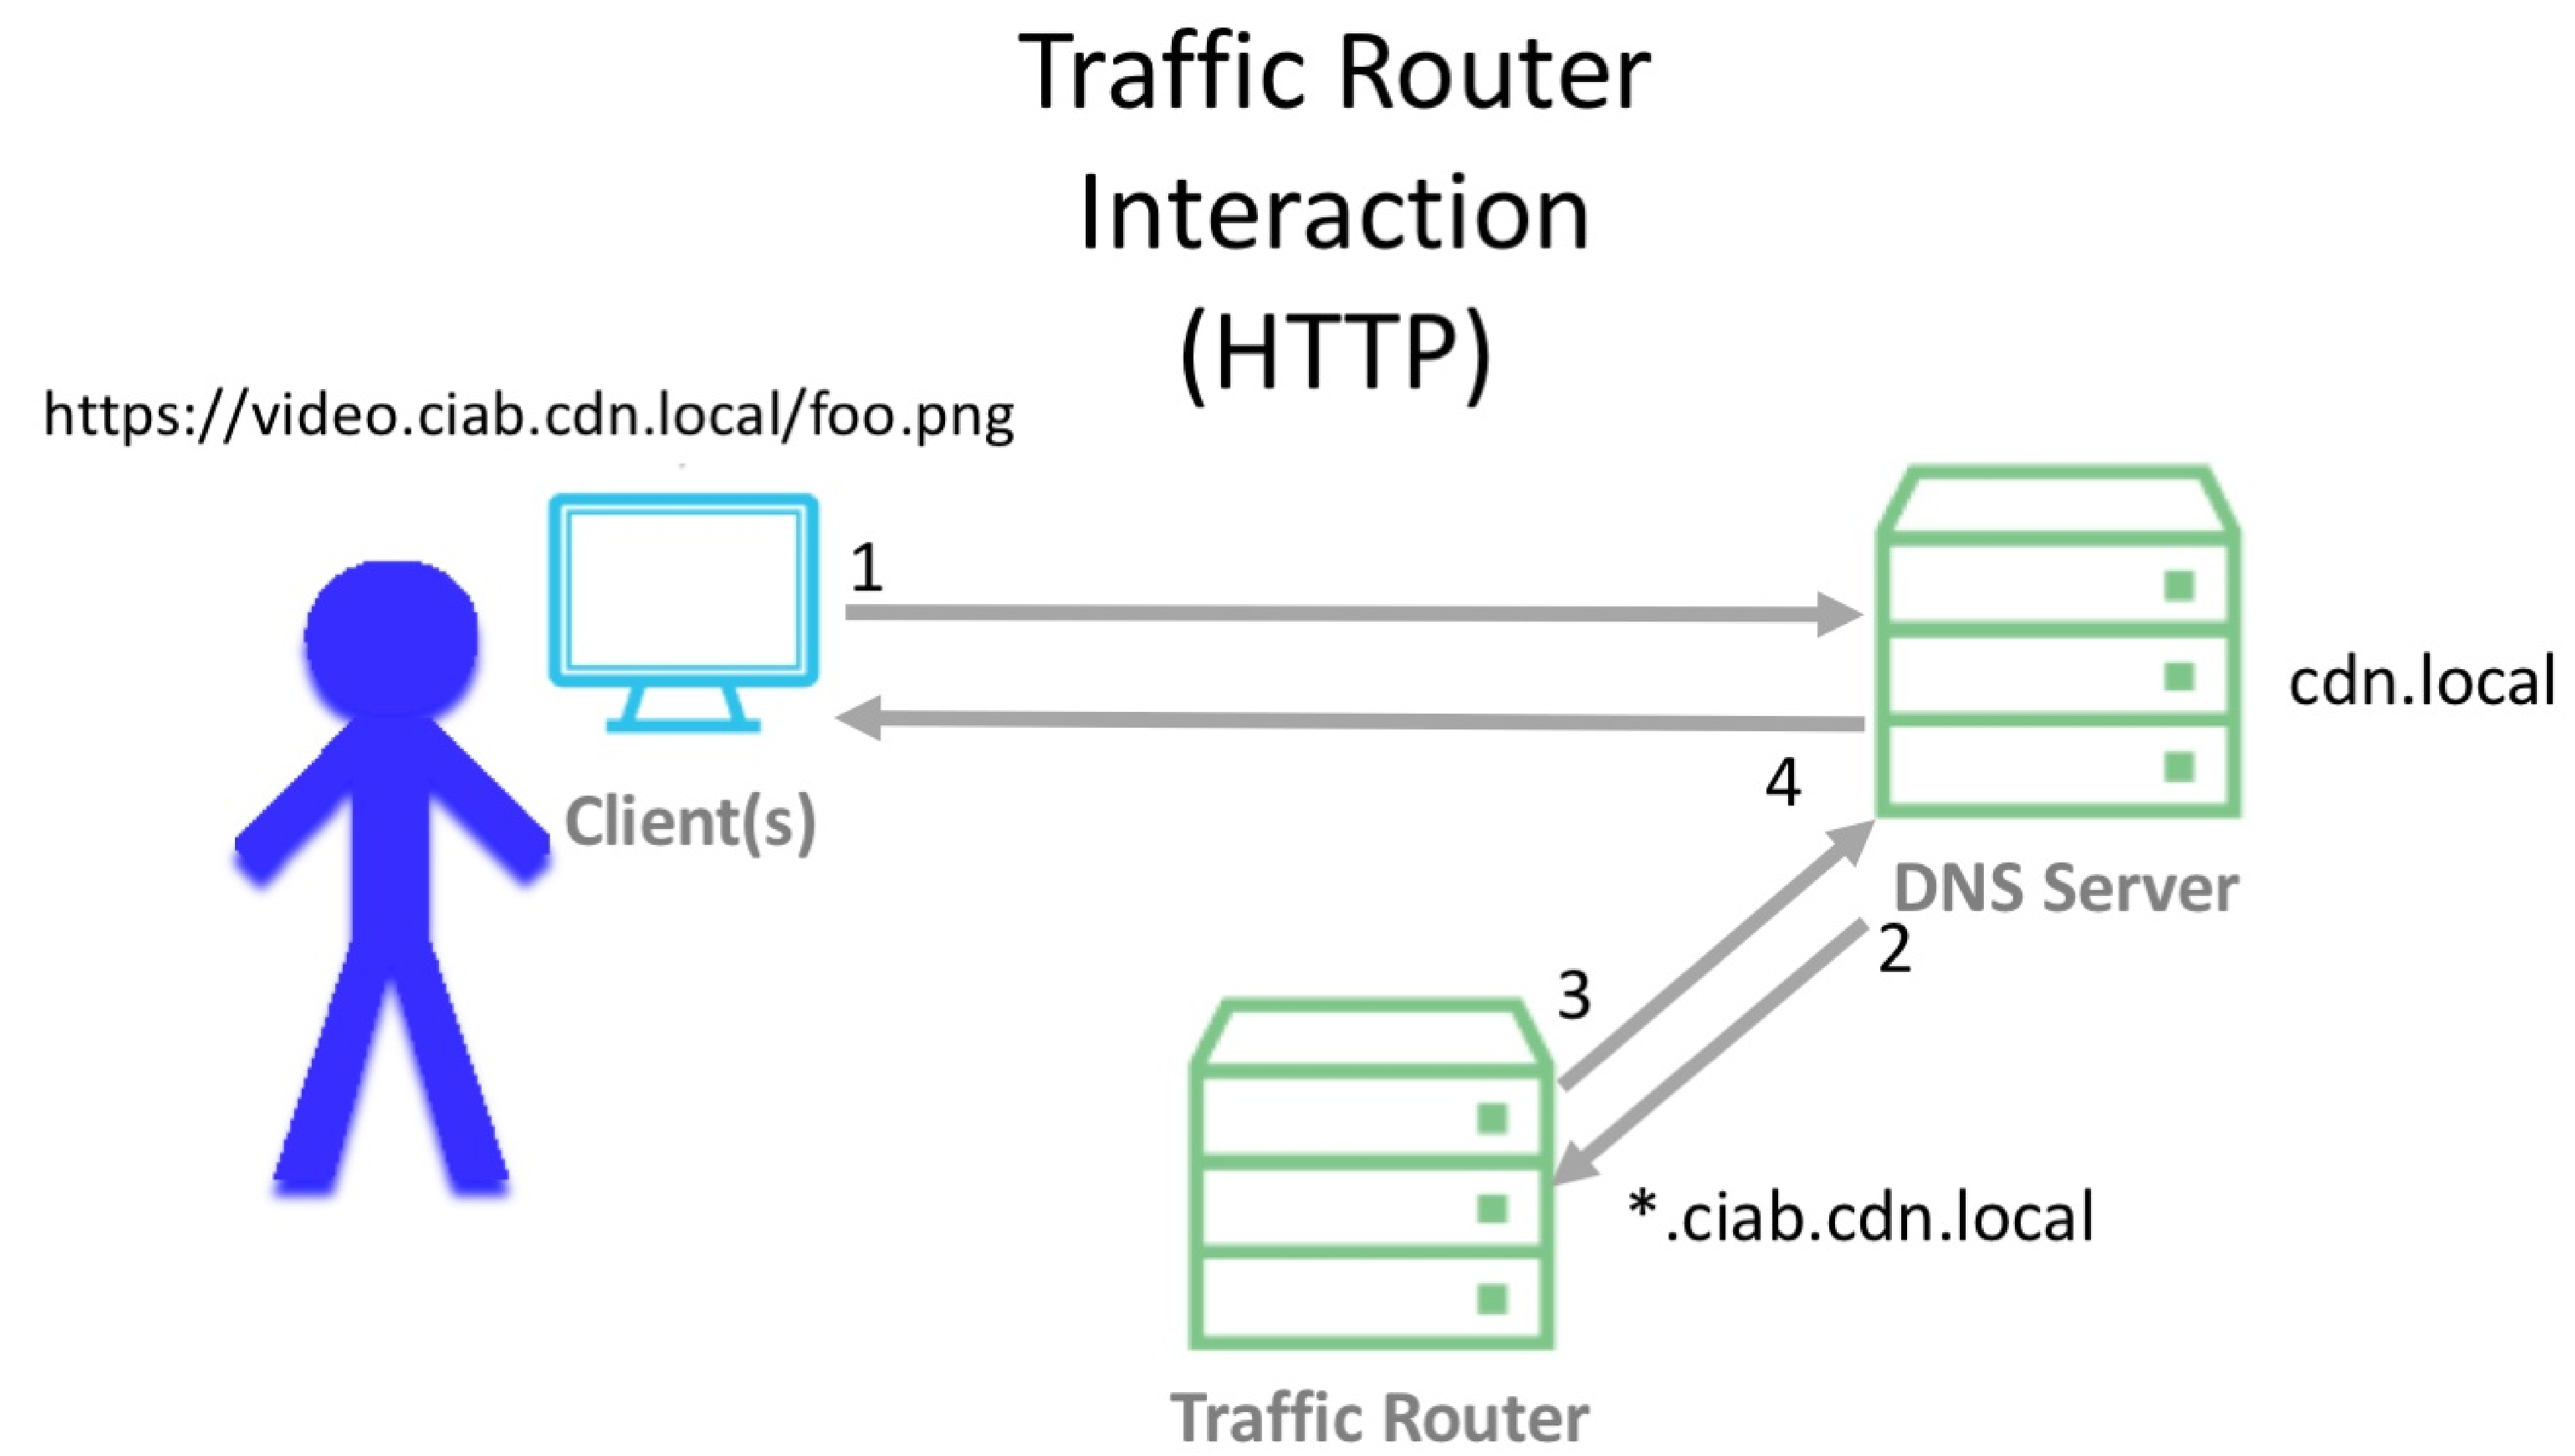 Traffic Router
Interaction
(HTTP)
https://video.ciab.cdn.local/foo.png
1
cdn.local
4
Client(s)
DNS Server
2
3
*.ciab.cdn.local
Traffic Router